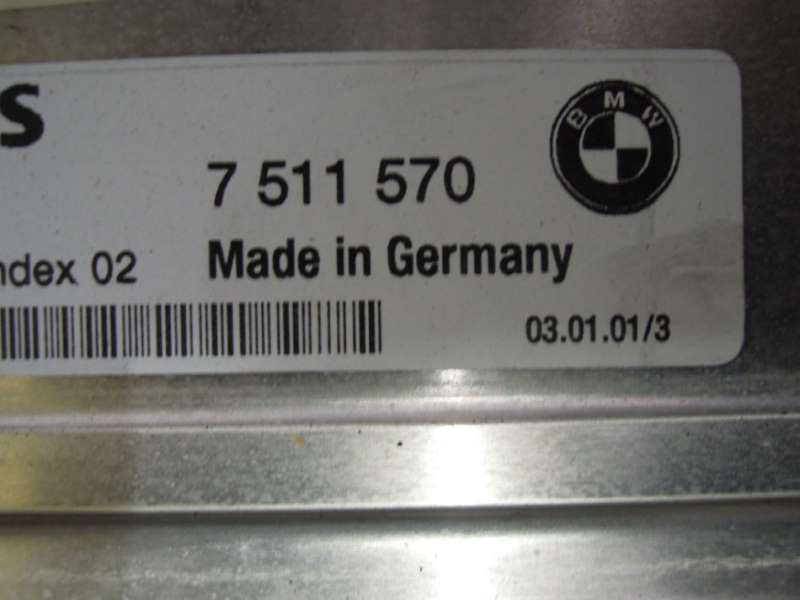 BMW
7 511 570
ndex 02 Made in Germany
03.01.01/3